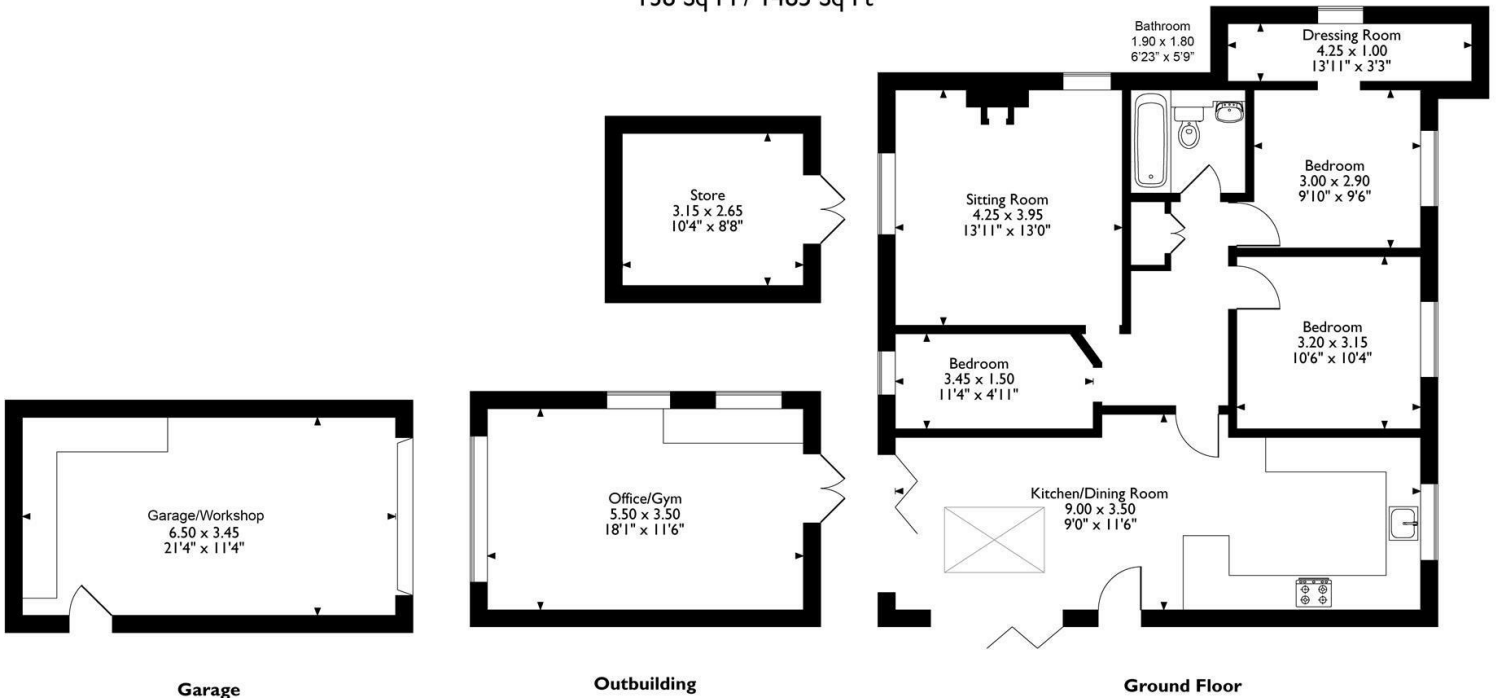 138 Sq M / 1485 Sq Ft
Bathroom
1.90 x 1.80
6'23" x 5'9"
Dressing Room
4.25 x 1.00
13'11" x 3'3"
Store
3.15 x 2.65
10'4" x 8'8"
Sitting Room
4.25 x 3.95
13'11" x 13'0"
Bedroom
3.00 x 2.90
9'10" x 9'6"
Bedroom
3.45 x 1.50
11'4" x 4'11"
Bedroom
3.20 x 3.15
10'6" x 10'4"
Garage/Workshop
6.50 x 3.45
21'4" x 11'4"
Office/Gym
5.50 x 3.50
18'1" x 11'6"
Kitchen/Dining Room
9.00 x 3.50
9'0" x 11'6"
Garage
Outbuilding
Ground Floor